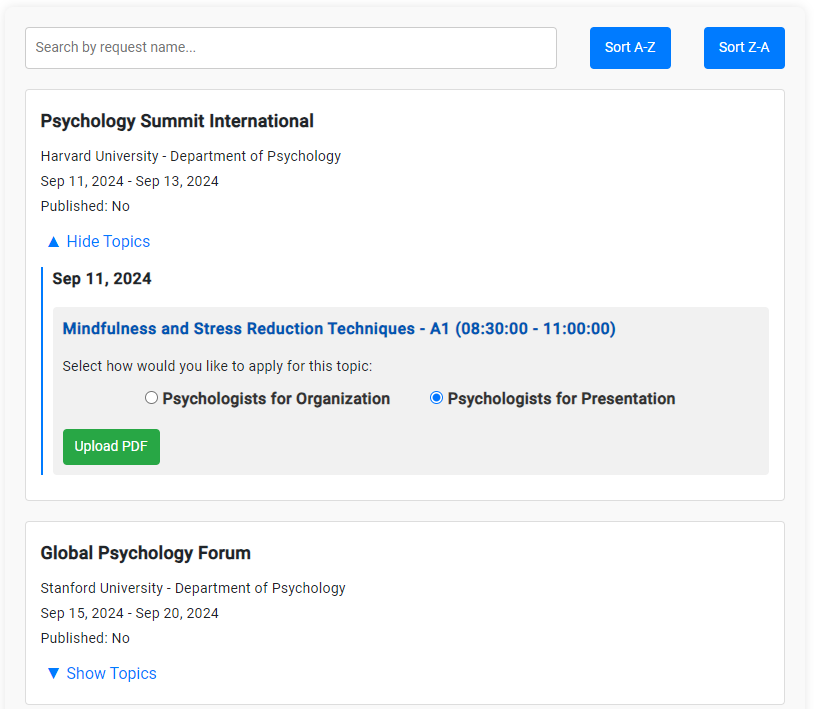 Search by request name...
Sort A-Z
Sort Z-A
Psychology Summit International
Harvard University - Department of Psychology
Sep 11, 2024 - Sep 13, 2024
Published: No
▲ Hide Topics
Sep 11, 2024
Mindfulness and Stress Reduction Techniques - A1 (08:30:00 - 11:00:00)
Select how would you like to apply for this topic:
Psychologists for Organization
Psychologists for Presentation
Upload PDF
Global Psychology Forum
Stanford University - Department of Psychology
Sep 15, 2024 - Sep 20, 2024
Published: No
▼ Show Topics